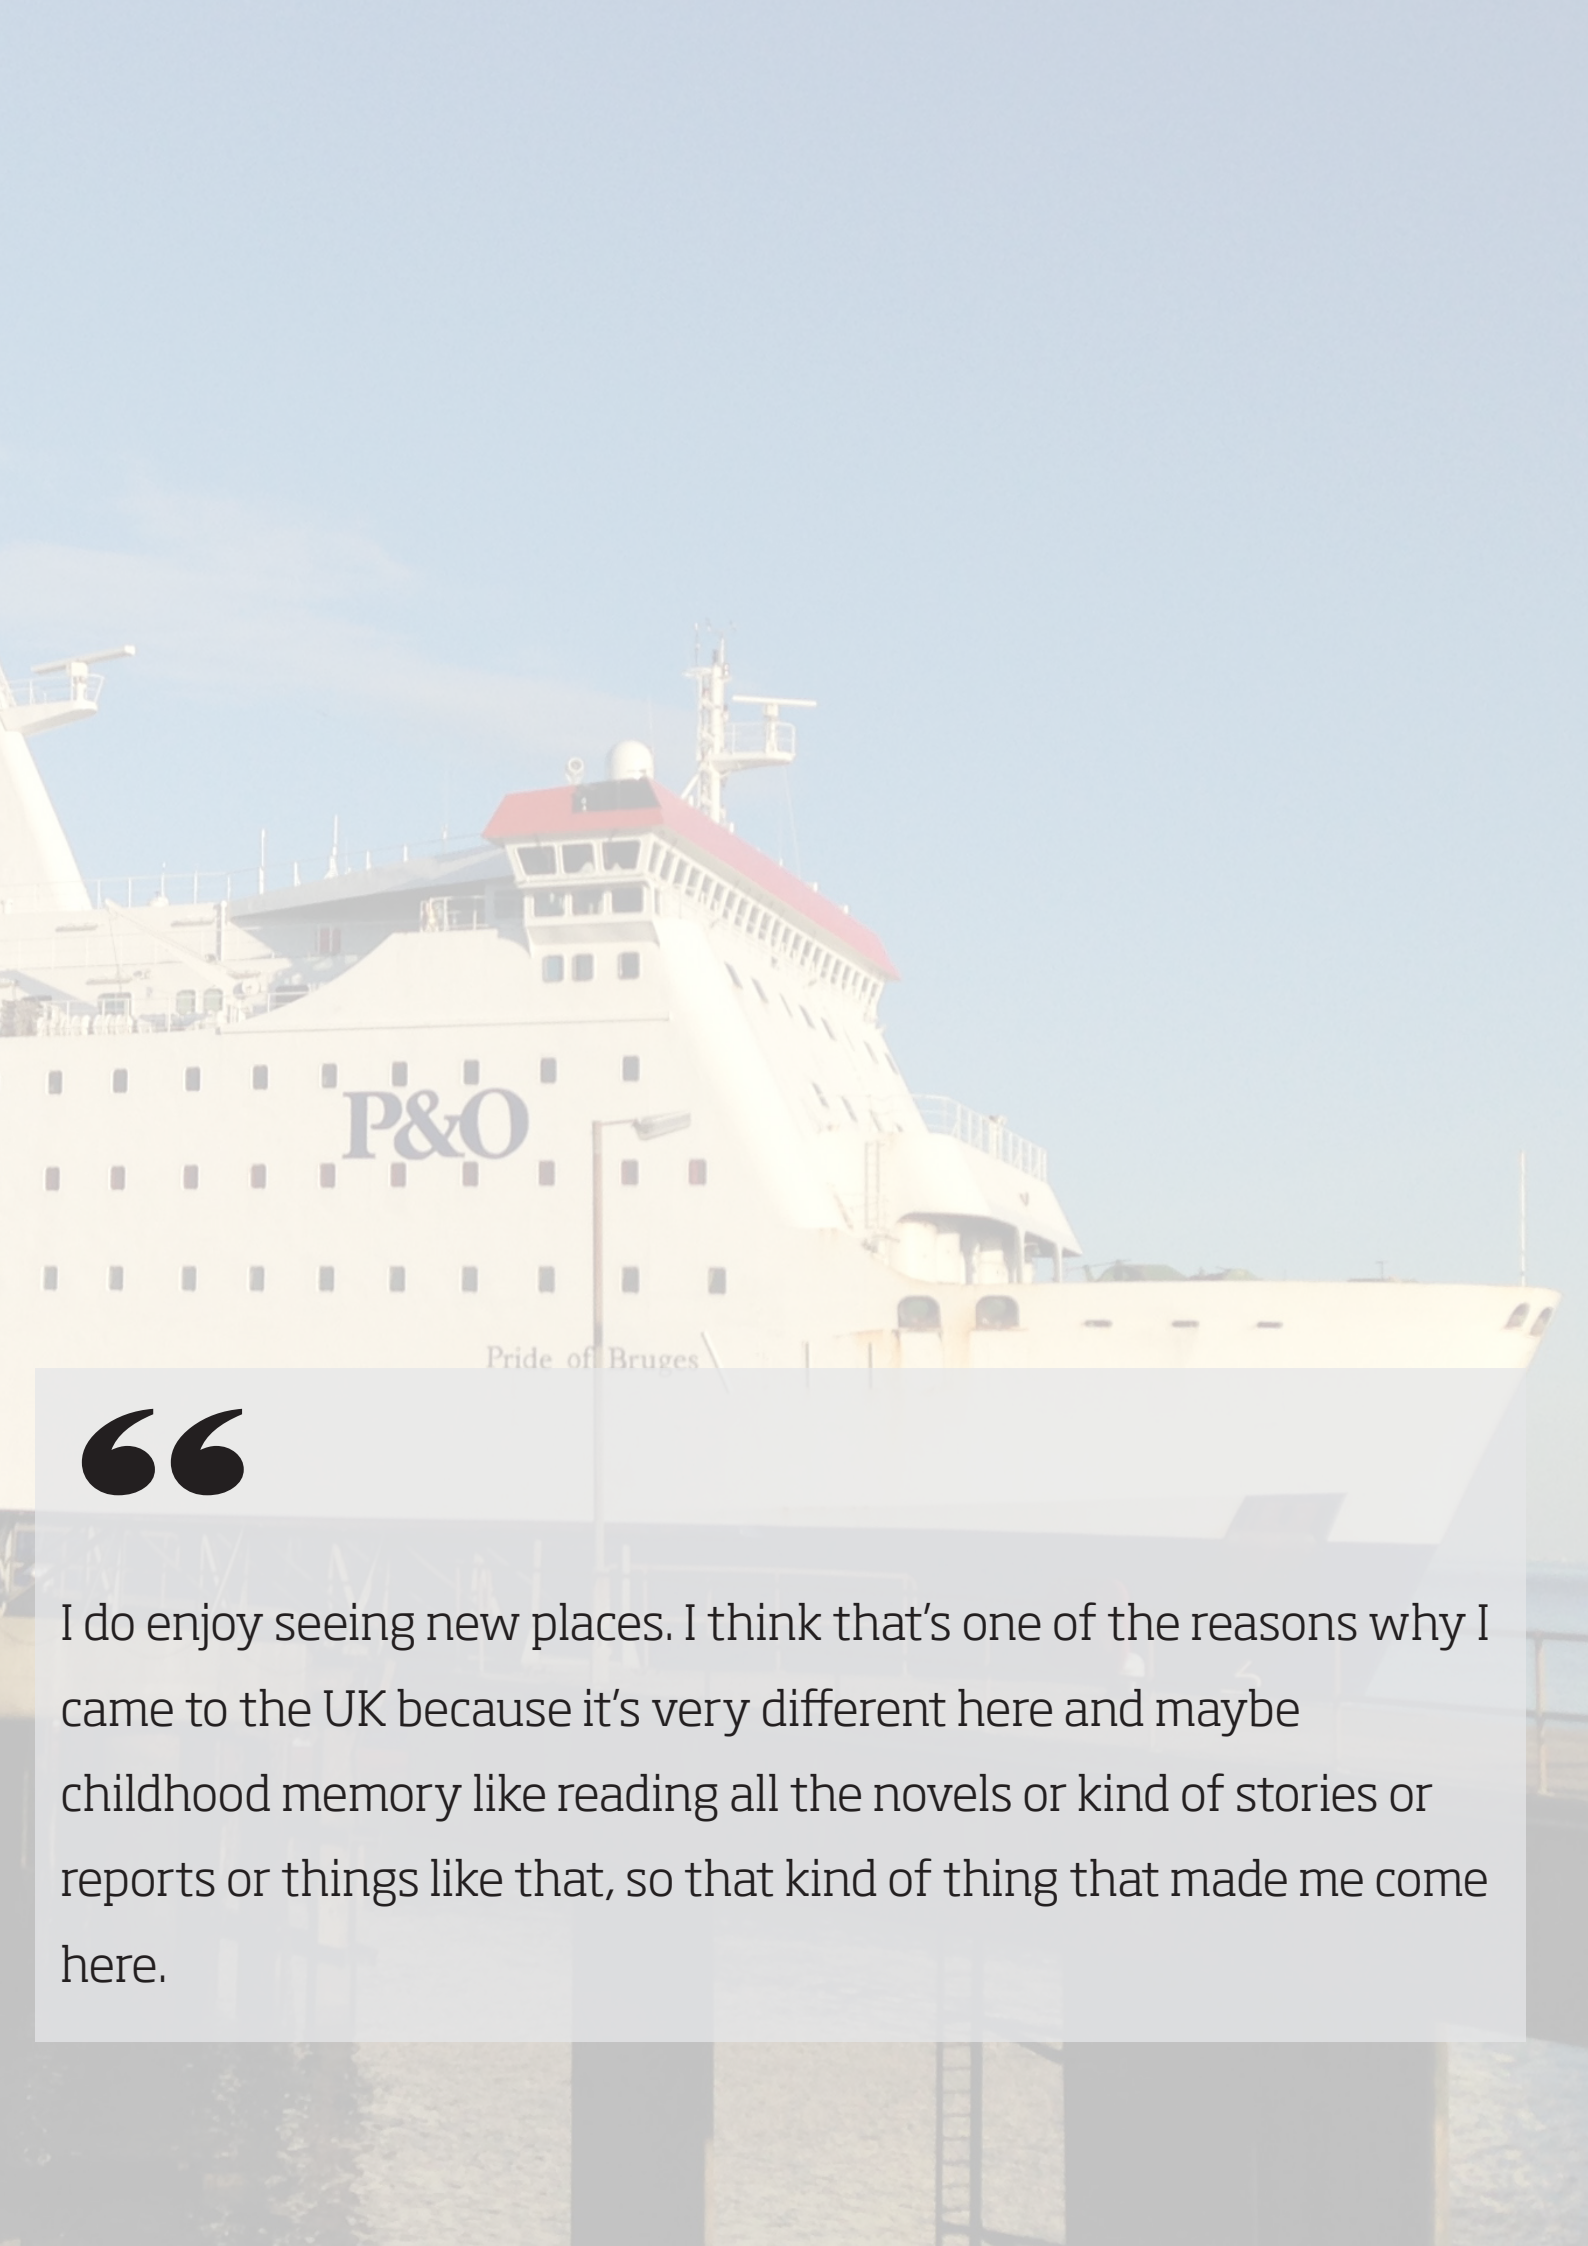 P&O
Pride of Bruges
“
I do enjoy seeing new places. I think that’s one of the reasons why I
came to the UK because it’s very different here and maybe
childhood memory like reading all the novels or kind of stories or
reports or things like that, so that kind of thing that made me come
here.